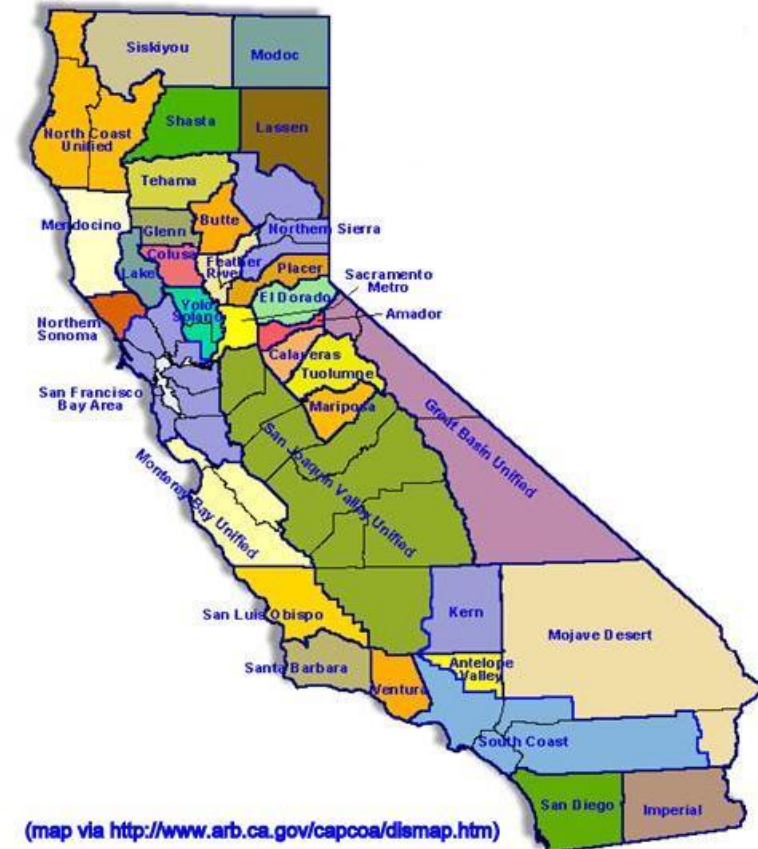 Siskiyou
Modoc
Shasta
Lassen
North Coast
Unified
Tehama
Mendocino
Glenn
Butte
Northern Sierra
Colusa
Lake
Feather
River
Placer
Sacramento
Metro
Yolo
Solano
El Dorado
Amador
Northern
Sonoma
Calaveras
Tuolumne
San Francisco
Bay Area
Mariposa
Great Basin Unified
San Joaquin Valley Unified
Monterey Bay Unified
San Luis Obispo
Kern
Mojave Desert
Santa Barbara
Antelope
Valley
Ventura
South Coast
San Diego
Imperial
(map via http://www.arb.ca.gov/capcoa/dismap.htm)